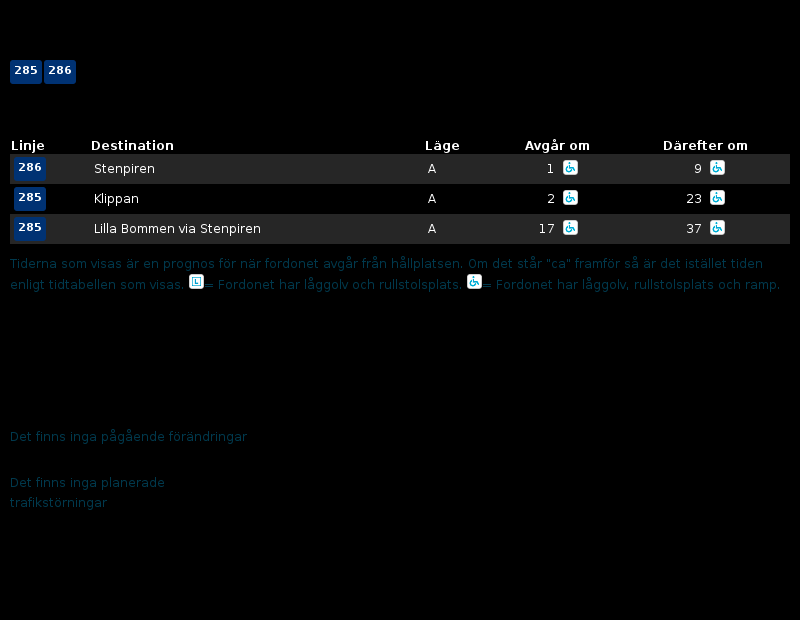 285 286
Linje Destination Läge Avgår om Därefter om
286 Stenpiren A 1 9
285 Klippan A 2 23
285 Lilla Bommen via Stenpiren A 17 37
Tiderna som visas är en prognos för när fordonet avgår från hållplatsen. Om det står "ca" framför så är det istället tiden
enligt tidtabellen som visas. L = Fordonet har låggolv och rullstolsplats. = Fordonet har låggolv, rullstolsplats och ramp.
Det finns inga pågående förändringar
Det finns inga planerade
trafikstörningar